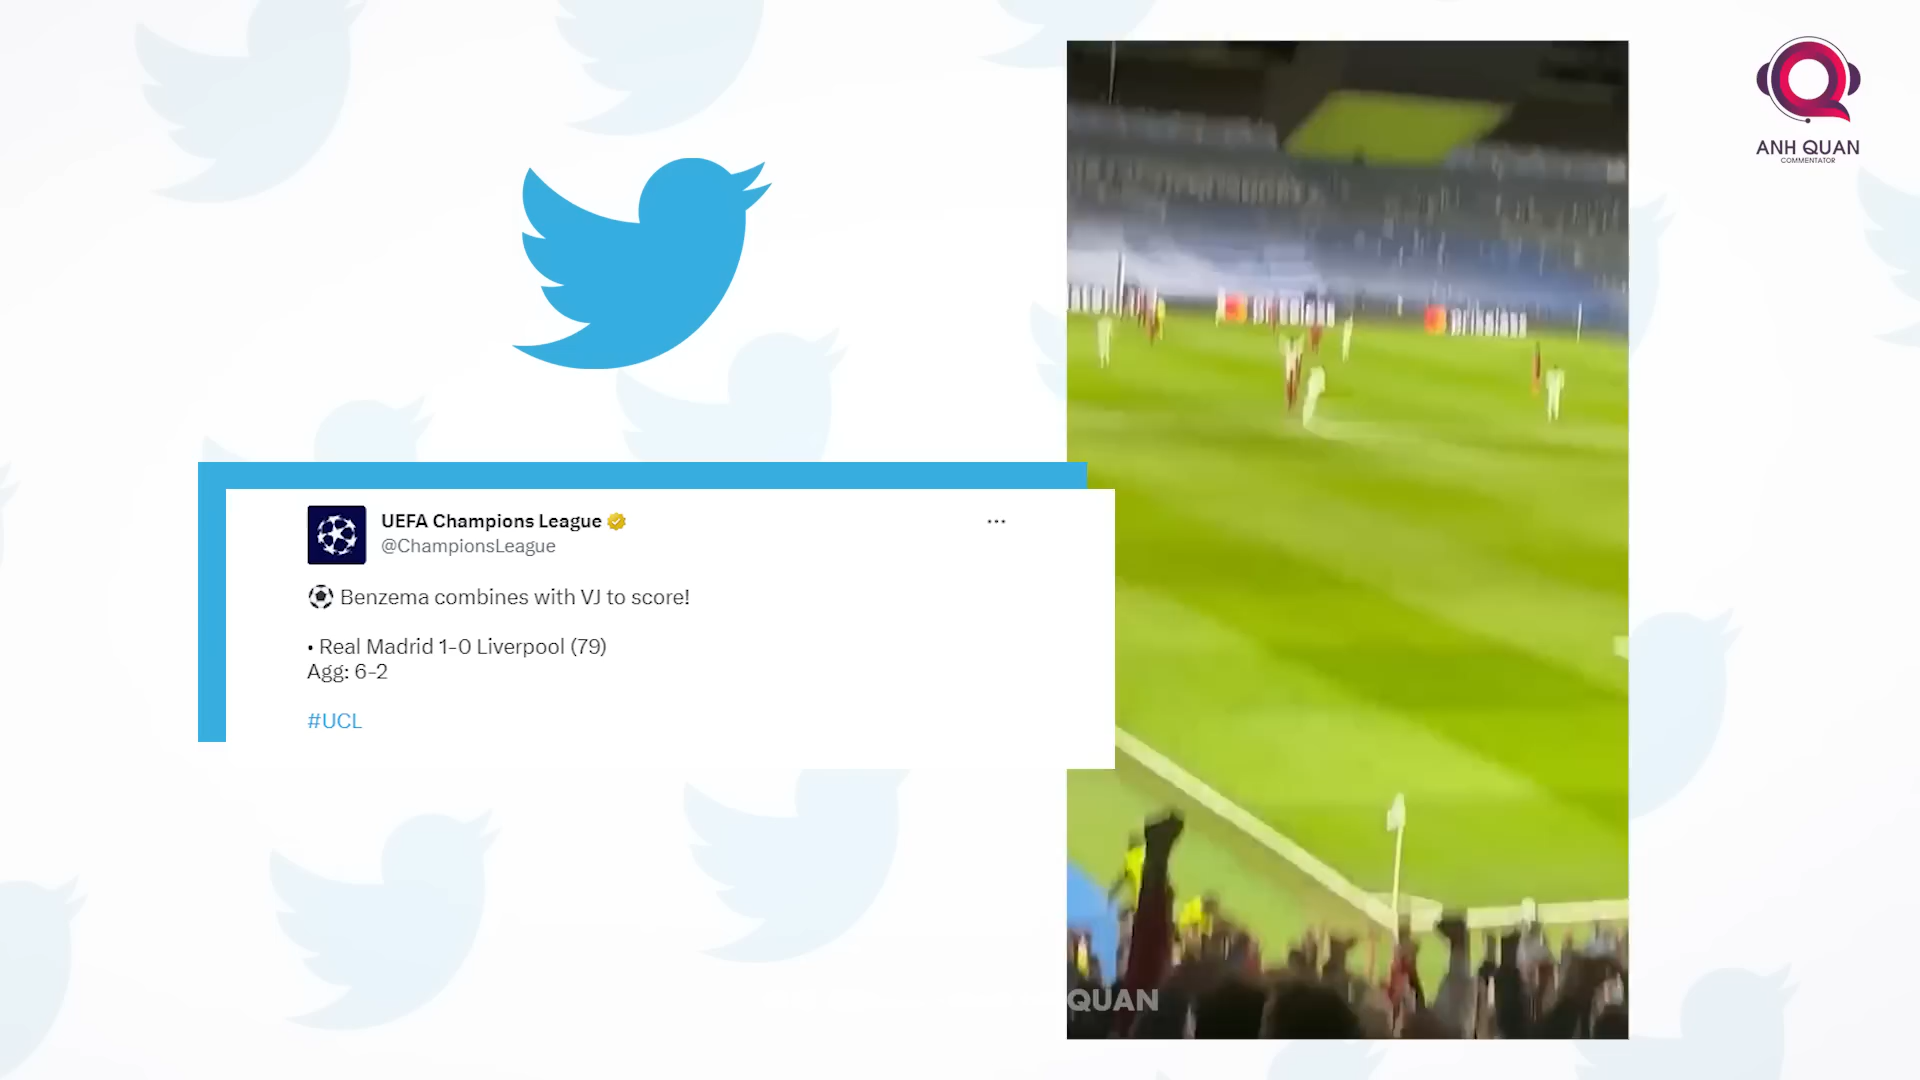 ANH QUAN
COMMENTATOR
UEFA Champions League
@ChampionsLeague
Benzema combines with VJ to score!
• Real Madrid 1-0 Liverpool (79)
Agg: 6-2
#UCL
QUAN